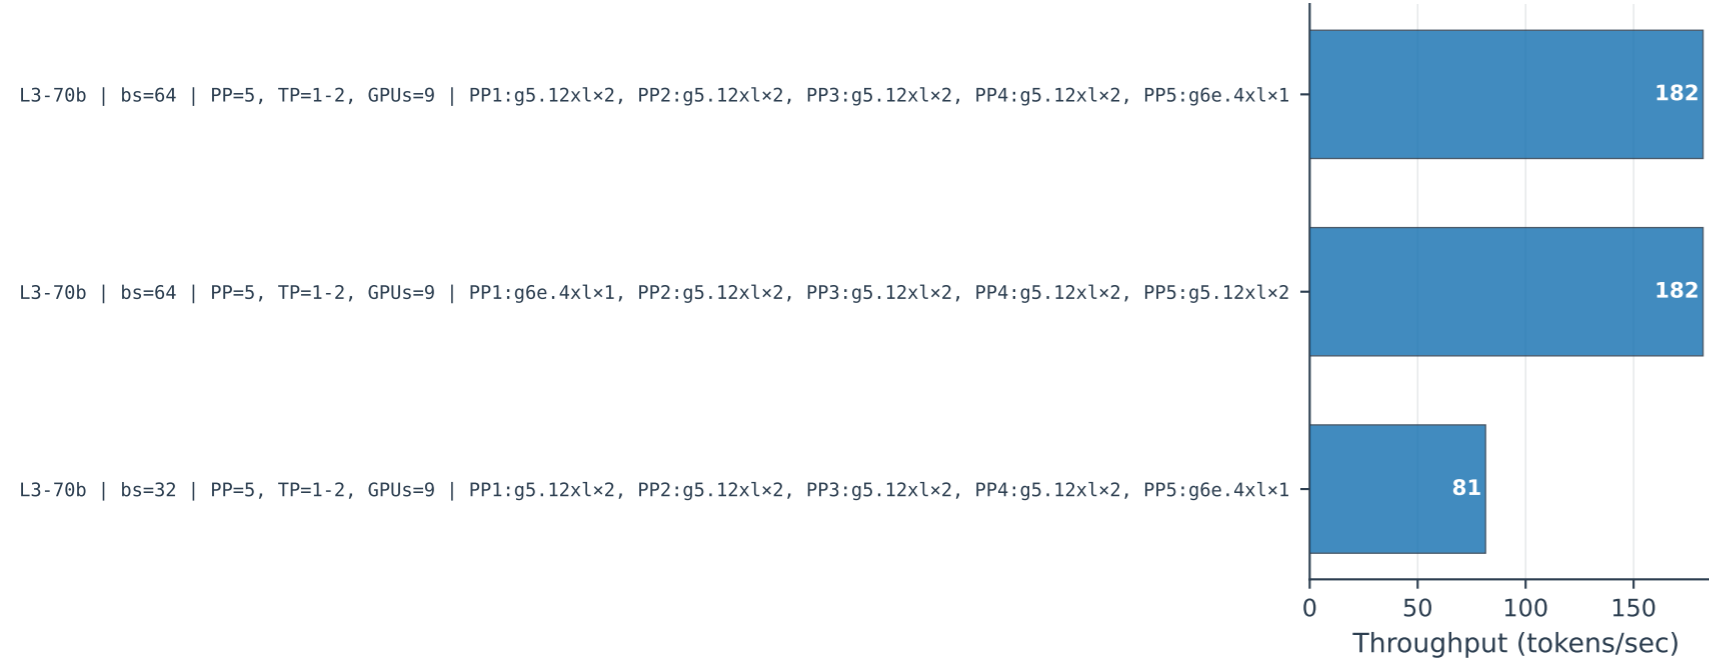 L3-70b | bs=64 | PP=5, TP=1-2, GPUs=9 | PP1:g5.12xl×2, PP2:g5.12xl×2, PP3:g5.12xl×2, PP4:g5.12xl×2, PP5:g6e.4xl×1
182
L3-70b | bs=64 | PP=5, TP=1-2, GPUs=9 | PP1:g6e.4xl×1, PP2:g5.12xl×2, PP3:g5.12xl×2, PP4:g5.12xl×2, PP5:g5.12xl×2
182
L3-70b | bs=32 | PP=5, TP=1-2, GPUs=9 | PP1:g5.12xl×2, PP2:g5.12xl×2, PP3:g5.12xl×2, PP4:g5.12xl×2, PP5:g6e.4xl×1
81
0 50 100 150
Throughput (tokens/sec)